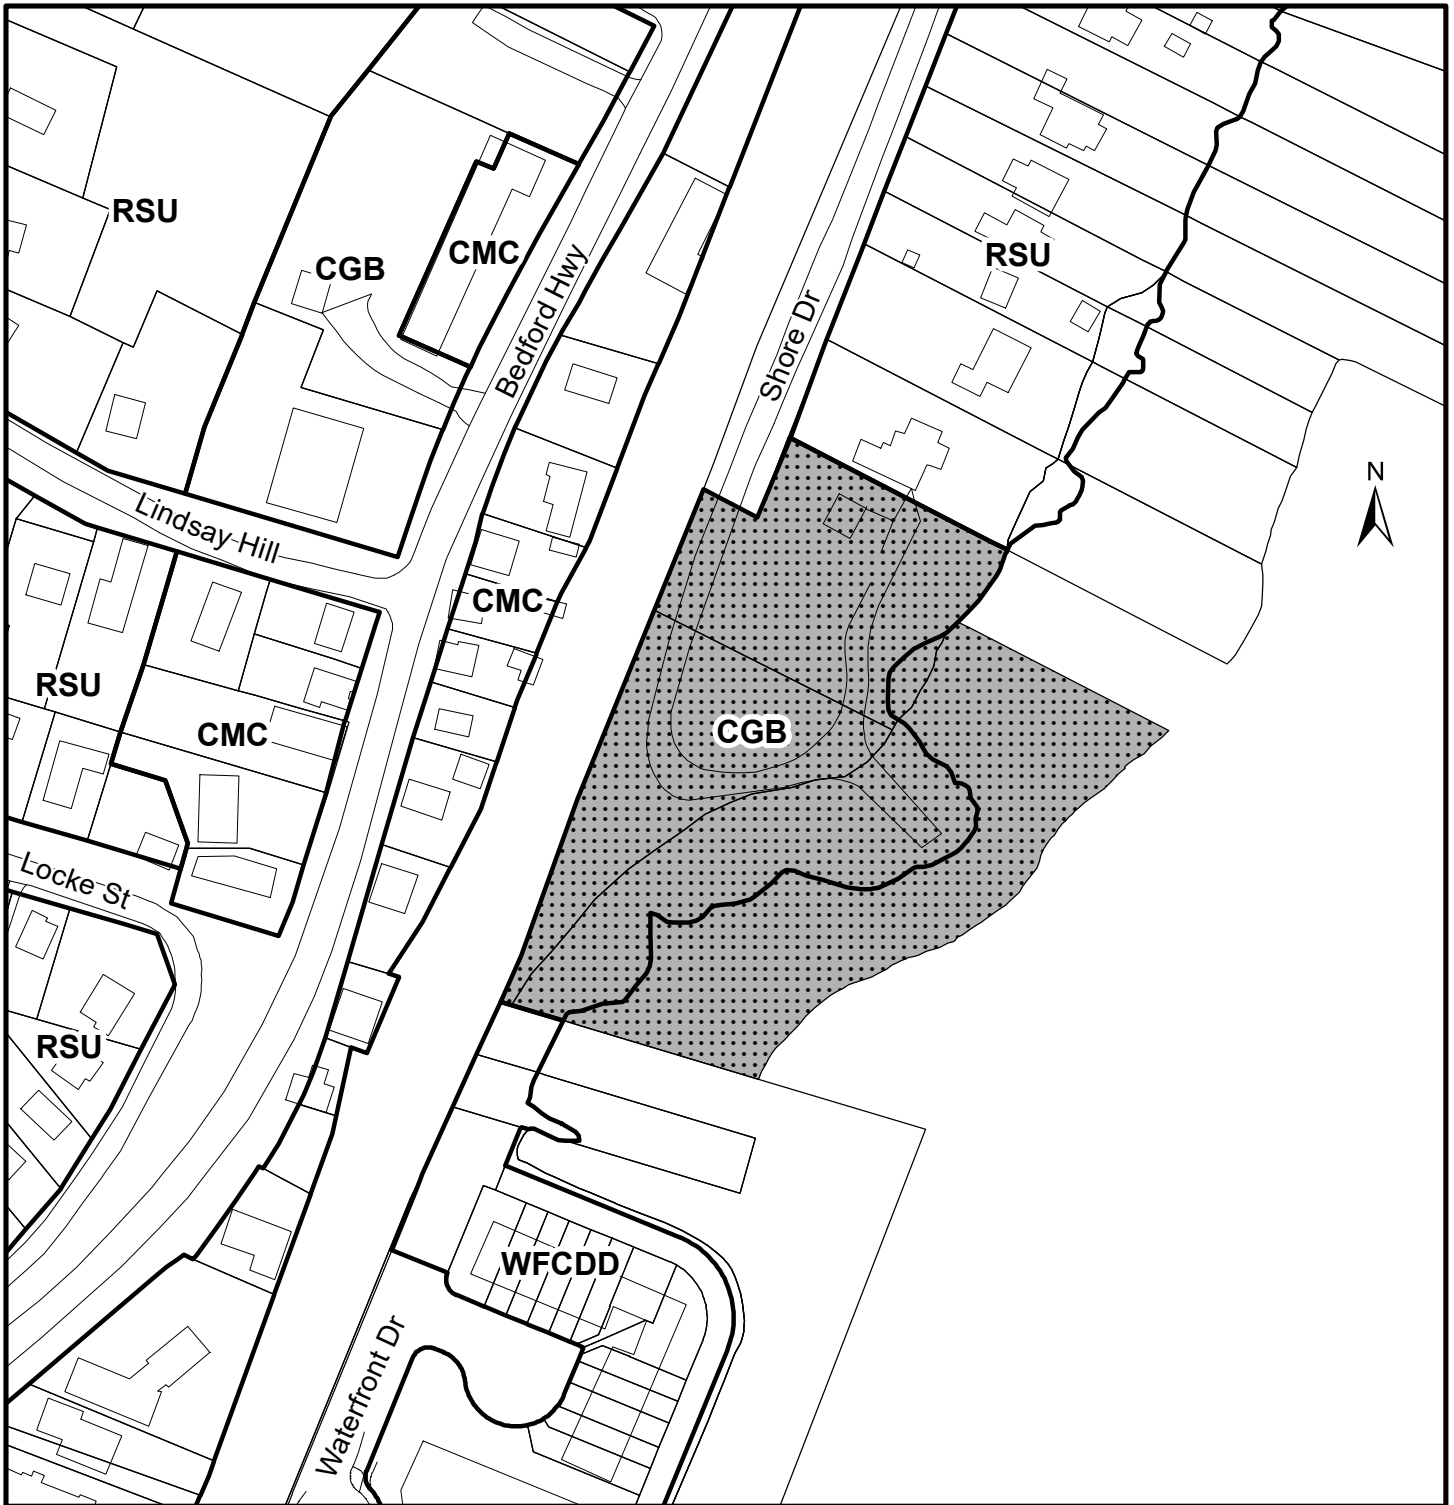 RSU
CGB
CMC
Bedford Hwy
Shore Dr
RSU
N
Lindsay Hill
CMC
RSU
CMC
CGB
Locke St
RSU
WFCDD
Waterfront Dr